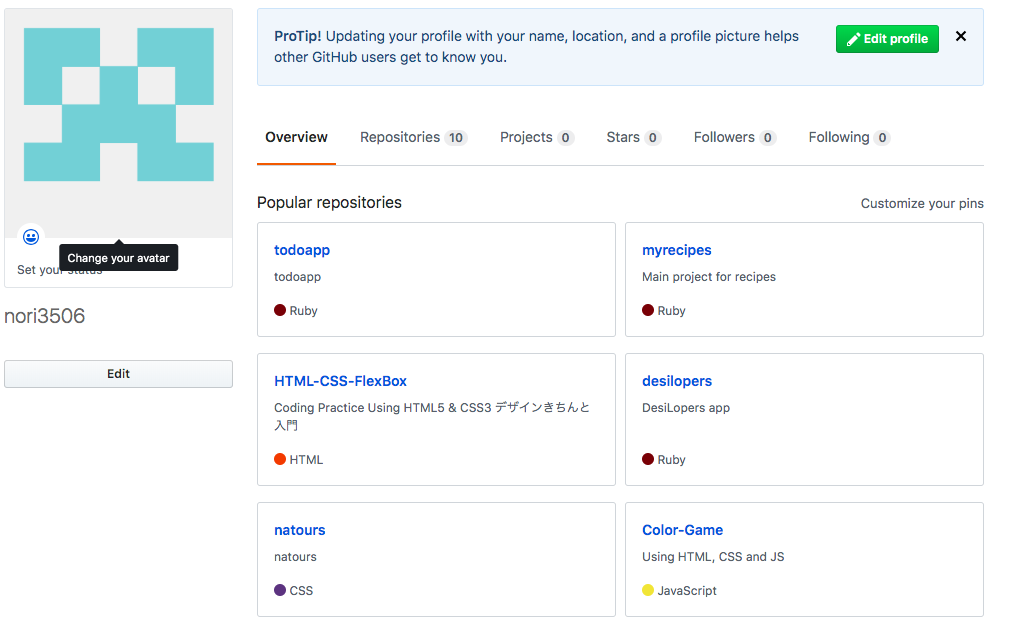 ProTip! Updating your profile with your name, location, and a profile picture helps
other GitHub users get to know you.
Edit profile
Change your avatar
Set your status
nori3506
Edit
Overview Repositories 10 Projects 0 Stars 0 Followers 0 Following 0
Popular repositories
Customize your pins
todoapp
todoapp
Ruby
myrecipes
Main project for recipes
Ruby
HTML-CSS-FlexBox
Coding Practice Using HTML5 & CSS3 デザインきちんと
入門
HTML
desilopers
DesiLopers app
Ruby
natours
natours
CSS
Color-Game
Using HTML, CSS and JS
JavaScript